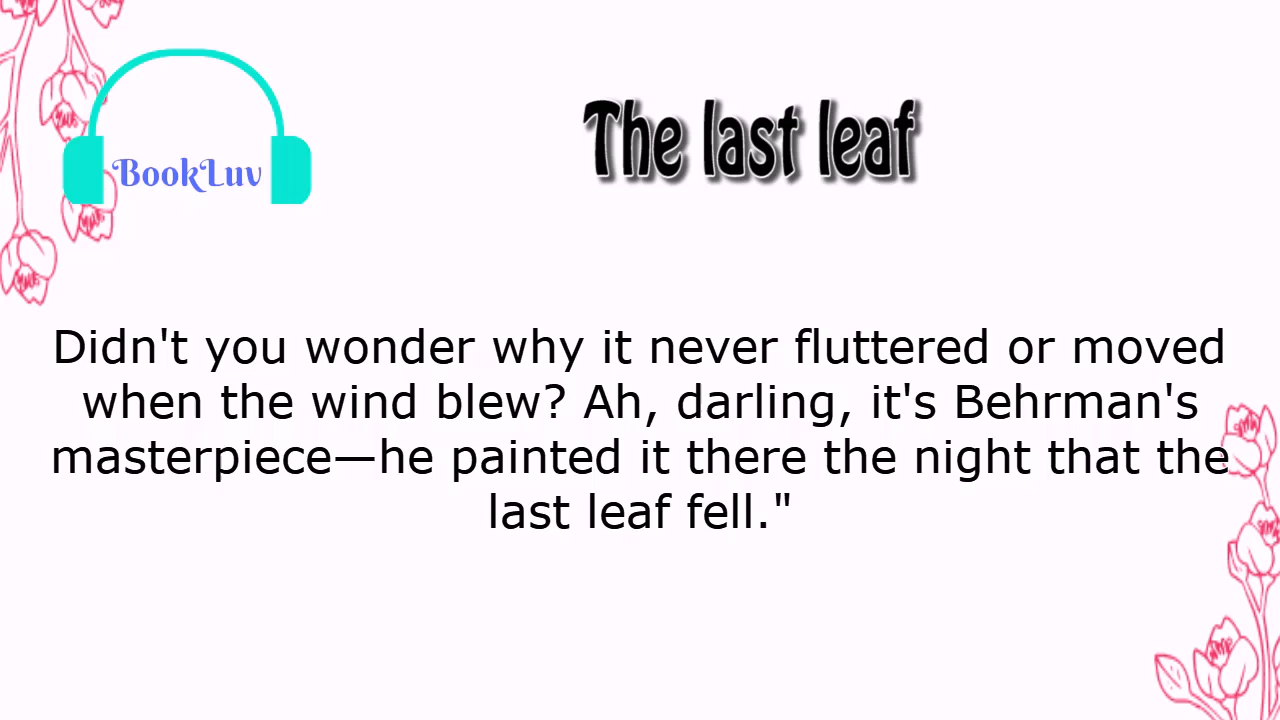 The last leaf
BookLuv
Didn't you wonder why it never fluttered or moved
when the wind blew? Ah, darling, it's Behrman's
masterpiece—he painted it there the night that the
last leaf fell."